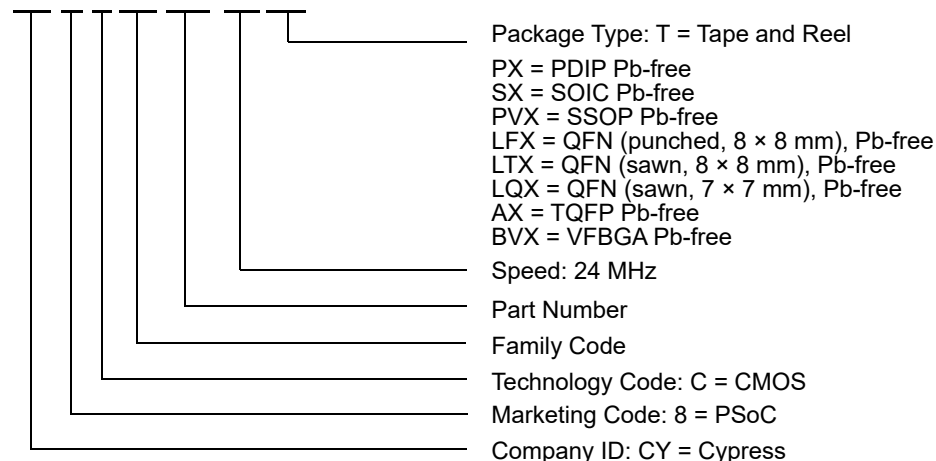 Package Type: T = Tape and Reel
PX = PDIP Pb-free
SX = SOIC Pb-free
PVX = SSOP Pb-free
LFX = QFN (punched, 8 × 8 mm), Pb-free
LTX = QFN (sawn, 8 × 8 mm), Pb-free
LQX = QFN (sawn, 7 × 7 mm), Pb-free
AX = TQFP Pb-free
BVX = VFBGA Pb-free
Speed: 24 MHz
Part Number
Family Code
Technology Code: C = CMOS
Marketing Code: 8 = PSoC
Company ID: CY = Cypress